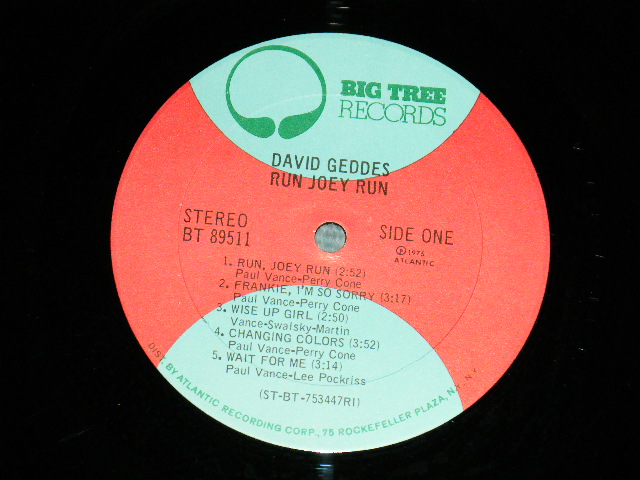 BIG TREE
RECORDS
DAVID GEDDES
RUN JOEY RUN
STEREO
BT 89511
SIDE ONE
℗ 1975
ATLANTIC
1. RUN, JOEY RUN (2:52)
Paul Vance-Perry Cone
2. FRANKIE, I'M SO SORRY (3:17)
Paul Vance-Perry Cone
3. WISE UP GIRL (2:50)
Vance-Swafsky-Martin
4. CHANGING COLORS (3:52)
Paul Vance-Perry Cone
5. WAIT FOR ME (3:14)
Paul Vance-Lee Pockriss
(ST-BT-753447RI)
DIST BY ATLANTIC RECORDING CORP., 75 ROCKEFELLER PLAZA, N.Y. N.Y.